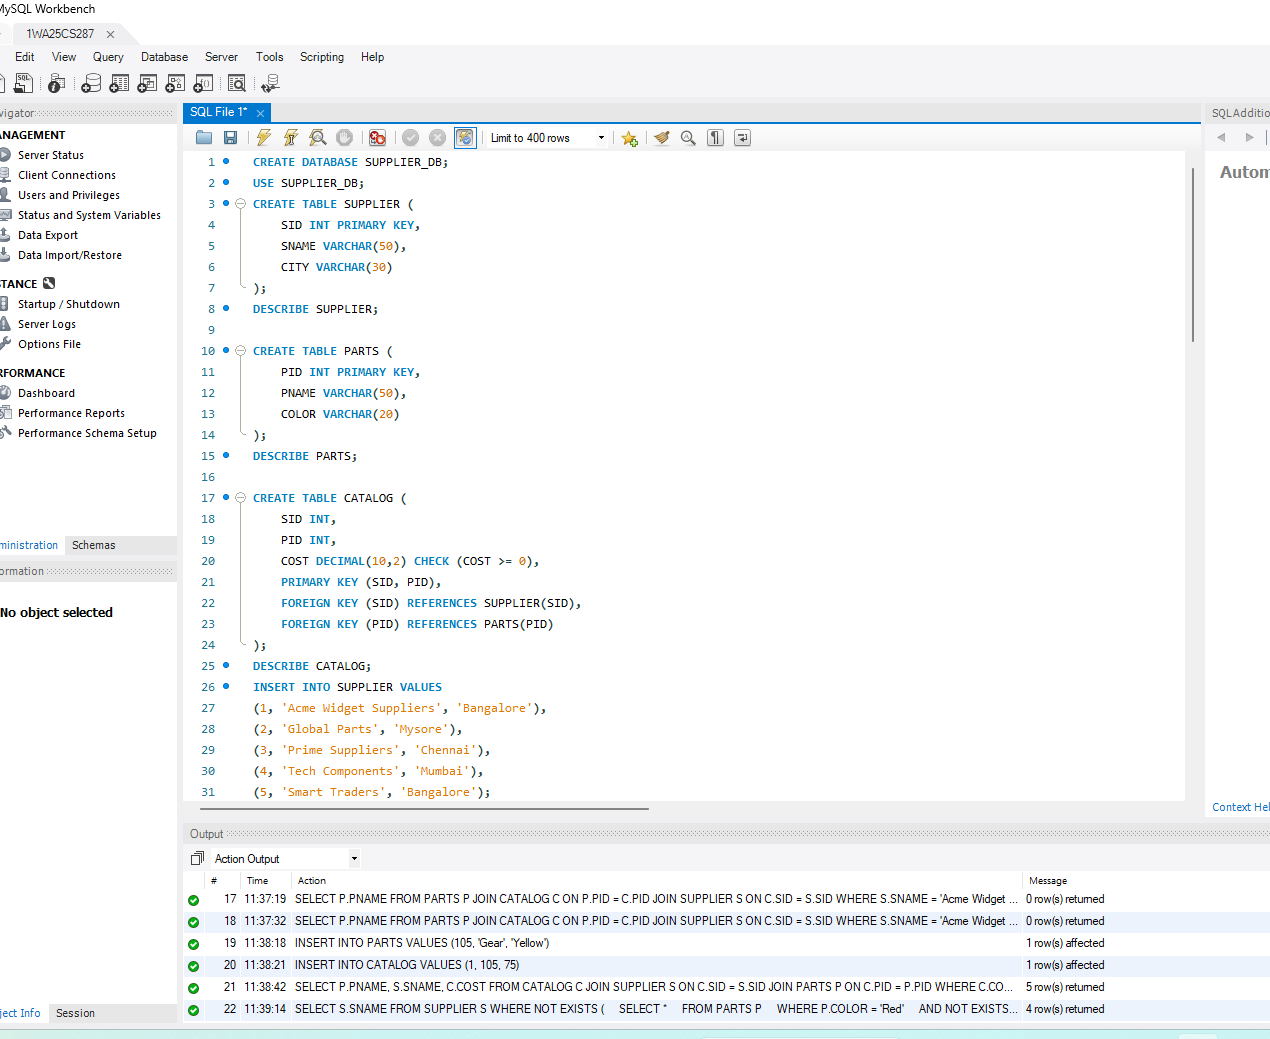 MySQL Workbench
1WA25CS287
Edit View Query Database Server Tools Scripting Help
vigator
SQL File 1*
SQLAdditio
ANAGEMENT
Server Status
Client Connections
Users and Privileges
Status and System Variables
Data Export
Data Import/Restore
STANCE
Startup / Shutdown
Server Logs
Options File
RFORMANCE
Dashboard
Performance Reports
Performance Schema Setup
ministration Schemas
ormation
No object selected
ject Info Session
Limit to 400 rows
Autom
1 CREATE DATABASE SUPPLIER_DB;
2 USE SUPPLIER_DB;
3 CREATE TABLE SUPPLIER (
4 SID INT PRIMARY KEY,
5 SNAME VARCHAR(50),
6 CITY VARCHAR(30)
7 );
8 DESCRIBE SUPPLIER;
9
10 CREATE TABLE PARTS (
11 PID INT PRIMARY KEY,
12 PNAME VARCHAR(50),
13 COLOR VARCHAR(20)
14 );
15 DESCRIBE PARTS;
16
17 CREATE TABLE CATALOG (
18 SID INT,
19 PID INT,
20 COST DECIMAL(10,2) CHECK (COST >= 0),
21 PRIMARY KEY (SID, PID),
22 FOREIGN KEY (SID) REFERENCES SUPPLIER(SID),
23 FOREIGN KEY (PID) REFERENCES PARTS(PID)
24 );
25 DESCRIBE CATALOG;
26 INSERT INTO SUPPLIER VALUES
27 (1, 'Acme Widget Suppliers', 'Bangalore'),
28 (2, 'Global Parts', 'Mysore'),
29 (3, 'Prime Suppliers', 'Chennai'),
30 (4, 'Tech Components', 'Mumbai'),
31 (5, 'Smart Traders', 'Bangalore');
Context Hel
Output
Action Output
# Time Action Message
17 11:37:19 SELECT P.PNAME FROM PARTS P JOIN CATALOG C ON P.PID = C.PID JOIN SUPPLIER S ON C.SID = S.SID WHERE S.SNAME = 'Acme Widget ... 0 row(s) returned
18 11:37:32 SELECT P.PNAME FROM PARTS P JOIN CATALOG C ON P.PID = C.PID JOIN SUPPLIER S ON C.SID = S.SID WHERE S.SNAME = 'Acme Widget ... 0 row(s) returned
19 11:38:18 INSERT INTO PARTS VALUES (105, 'Gear', 'Yellow') 1 row(s) affected
20 11:38:21 INSERT INTO CATALOG VALUES (1, 105, 75) 1 row(s) affected
21 11:38:42 SELECT P.PNAME, S.SNAME, C.COST FROM CATALOG C JOIN SUPPLIER S ON C.SID = S.SID JOIN PARTS P ON C.PID = P.PID WHERE C.CO... 5 row(s) returned
22 11:39:14 SELECT S.SNAME FROM SUPPLIER S WHERE NOT EXISTS ( SELECT * FROM PARTS P WHERE P.COLOR = 'Red' AND NOT EXISTS... 4 row(s) returned